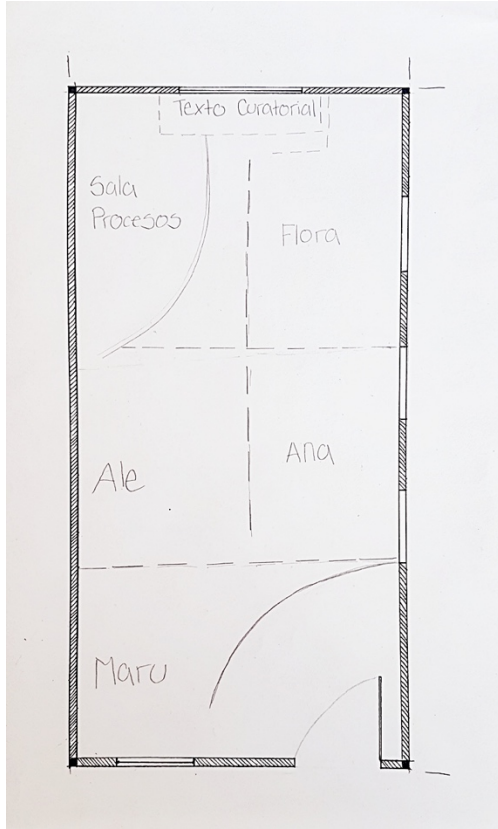 Texto Curatorial
Sala
Procesos
Flora
Ana
Ale
Maru